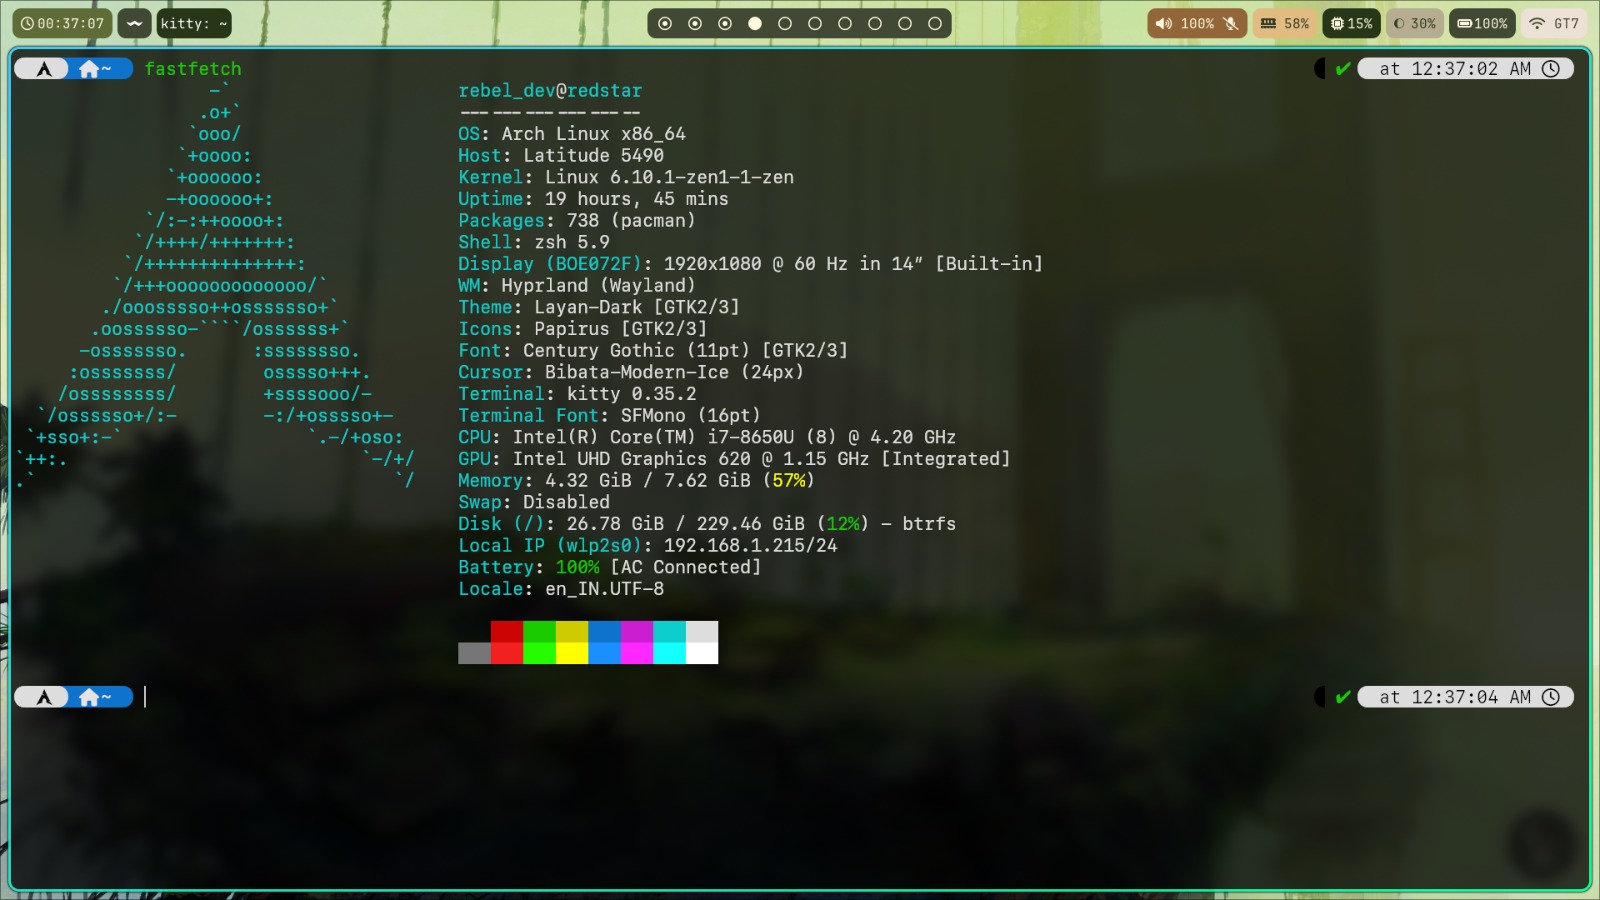 00:37:07 kitty: ~ 100% 58% 15% 30% 100% GT7
~ fastfetch ✔ at 12:37:02 AM
                  -`
                 .o+`
                `ooo/
               `+oooo:
              `+oooooo:
              -+oooooo+:
            `/:-:++oooo+:
           `/++++/+++++++:
          `/++++++++++++++:
         `/+++ooooooooooooo/`
        ./ooosssso++osssssso+`
       .oossssso-````/ossssss+`
      -osssssso.      :ssssssso.
     :osssssss/        osssso+++.
    /ossssssss/        +ssssooo/-
  `/ossssso+/:-        -:/+osssso+-
 `+sso+:-`                 `.-/+oso:
`++:.                           `-/+/
.`                                 `/
rebel_dev@redstar
-----------------
OS: Arch Linux x86_64
Host: Latitude 5490
Kernel: Linux 6.10.1-zen1-1-zen
Uptime: 19 hours, 45 mins
Packages: 738 (pacman)
Shell: zsh 5.9
Display (BOE072F): 1920x1080 @ 60 Hz in 14″ [Built-in]
WM: Hyprland (Wayland)
Theme: Layan-Dark [GTK2/3]
Icons: Papirus [GTK2/3]
Font: Century Gothic (11pt) [GTK2/3]
Cursor: Bibata-Modern-Ice (24px)
Terminal: kitty 0.35.2
Terminal Font: SFMono (16pt)
CPU: Intel(R) Core(TM) i7-8650U (8) @ 4.20 GHz
GPU: Intel UHD Graphics 620 @ 1.15 GHz [Integrated]
Memory: 4.32 GiB / 7.62 GiB (57%)
Swap: Disabled
Disk (/): 26.78 GiB / 229.46 GiB (12%) - btrfs
Local IP (wlp2s0): 192.168.1.215/24
Battery: 100% [AC Connected]
Locale: en_IN.UTF-8
~ ✔ at 12:37:04 AM